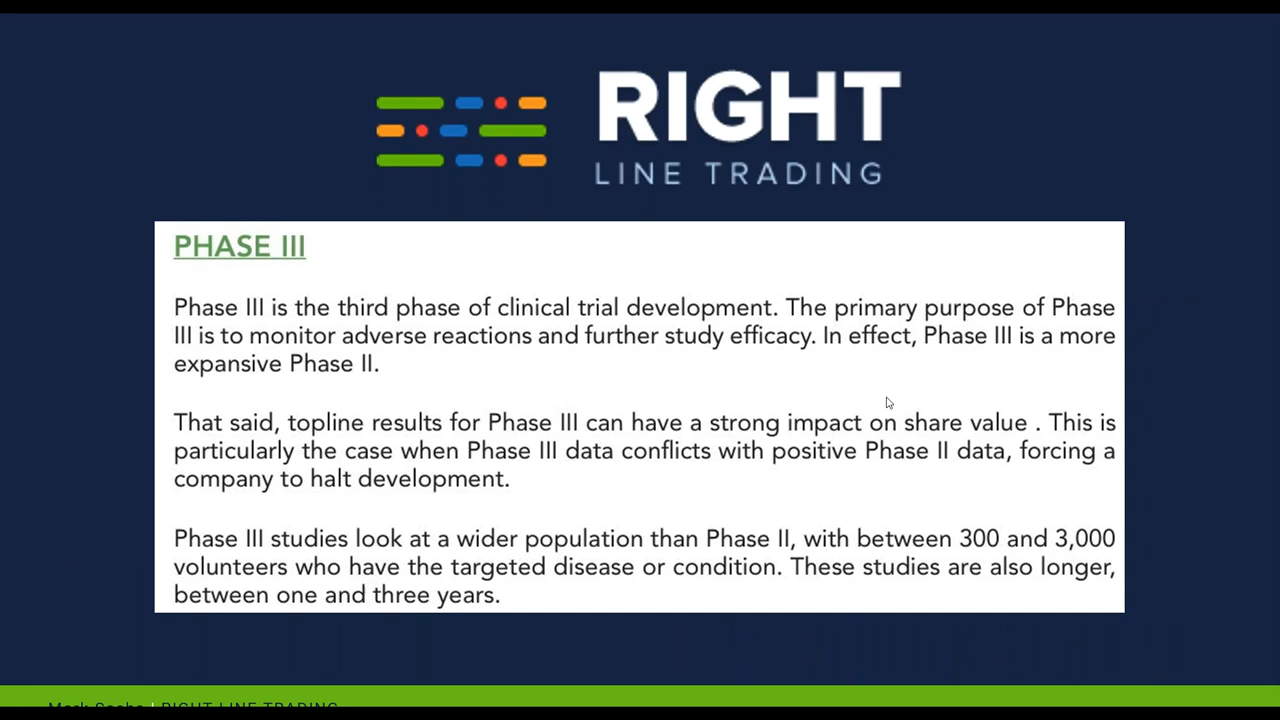 RIGHT
LINE TRADING
PHASE III
Phase III is the third phase of clinical trial development. The primary purpose of Phase
III is to monitor adverse reactions and further study efficacy. In effect, Phase III is a more
expansive Phase II.
That said, topline results for Phase III can have a strong impact on share value . This is
particularly the case when Phase III data conflicts with positive Phase II data, forcing a
company to halt development.
Phase III studies look at a wider population than Phase II, with between 300 and 3,000
volunteers who have the targeted disease or condition. These studies are also longer,
between one and three years.
| RIGHT LINE TRADING